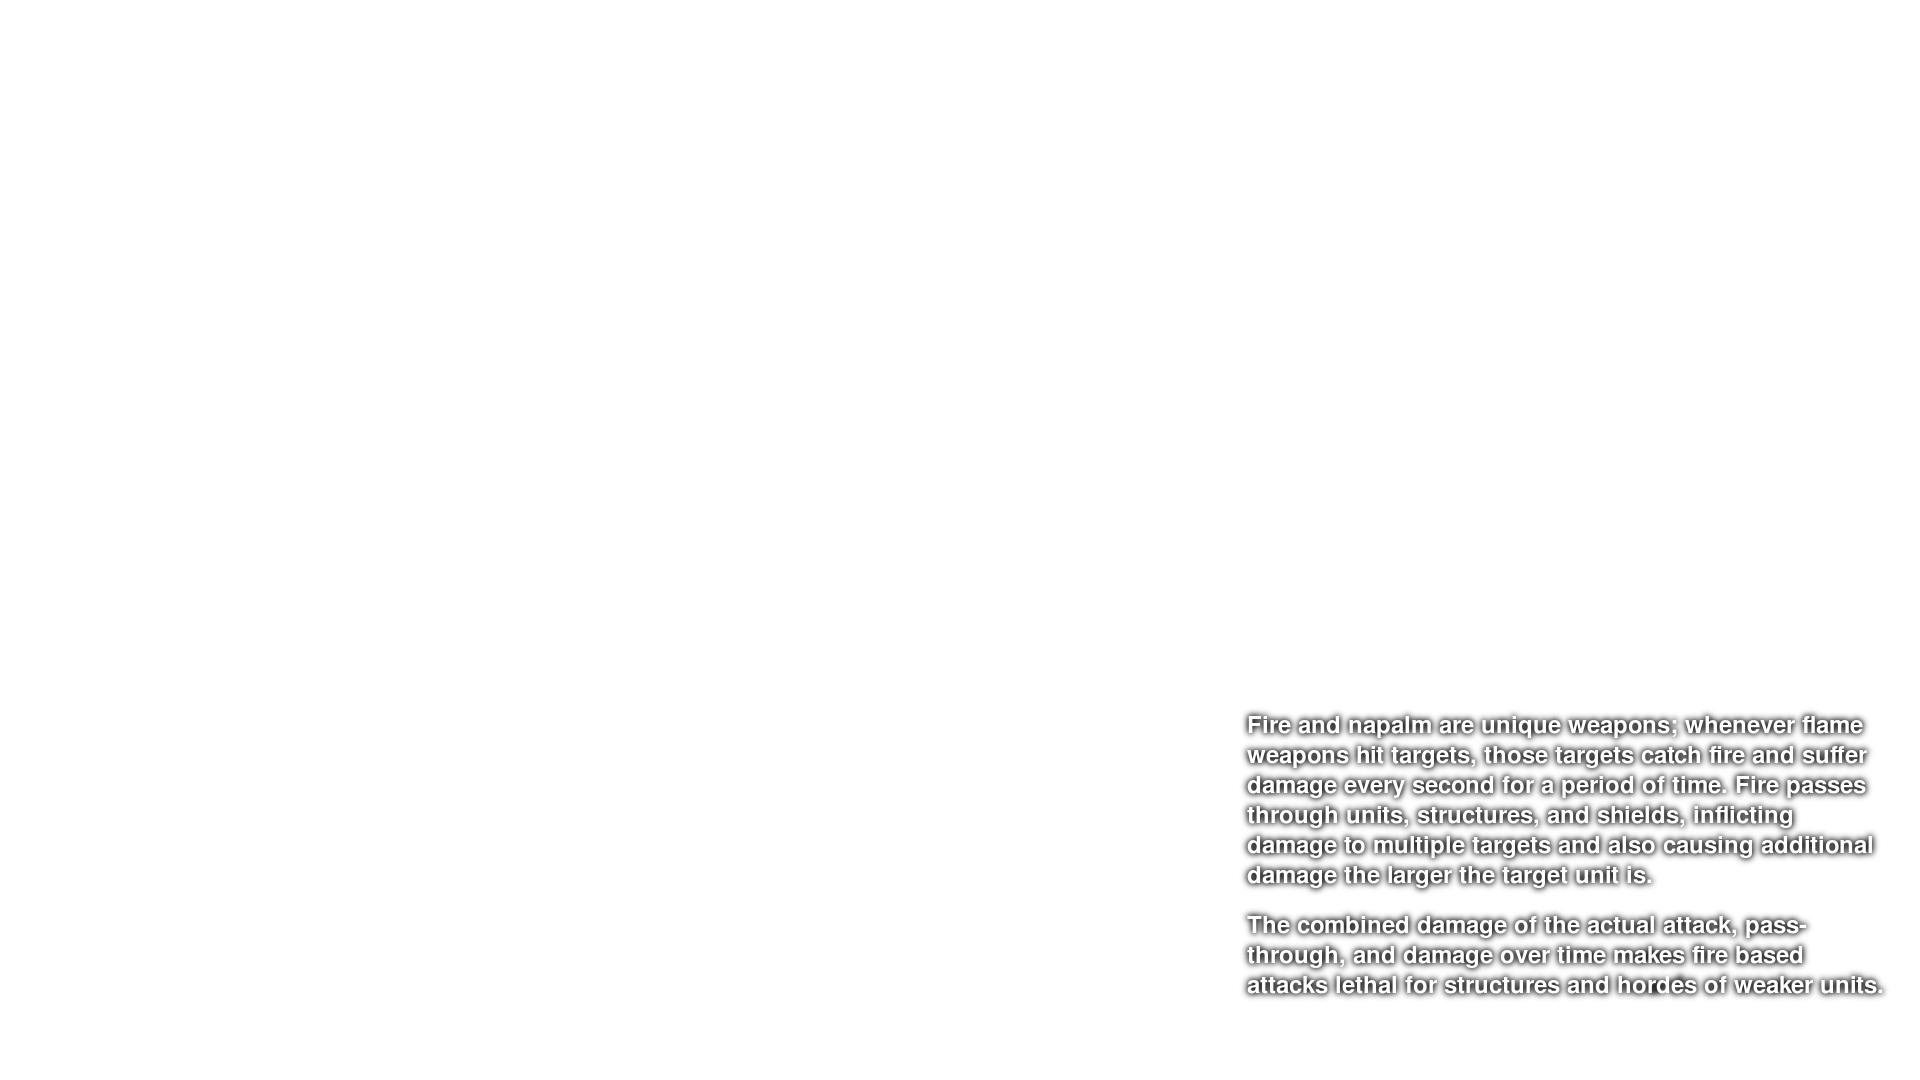 Fire and napalm are unique weapons; whenever flame
weapons hit targets, those targets catch fire and suffer
damage every second for a period of time. Fire passes
through units, structures, and shields, inflicting
damage to multiple targets and also causing additional
damage the larger the target unit is.
The combined damage of the actual attack, pass-
through, and damage over time makes fire based
attacks lethal for structures and hordes of weaker units.